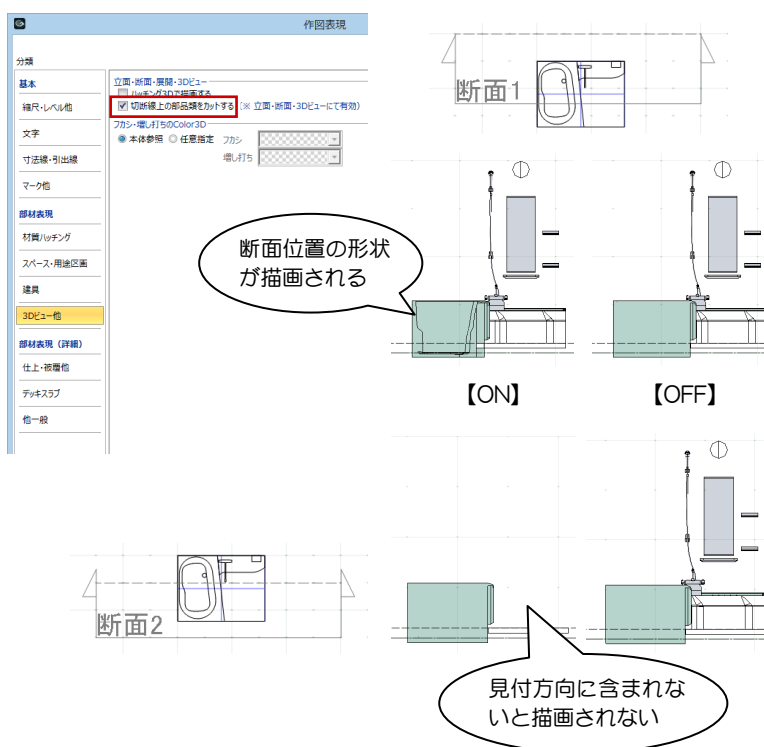 作図表現
分類
基本
縮尺・レベル他
文字
寸法線・引出線
マーク他
部材表現
材質ハッチング
スペース・用途区画
建具
3Dビュー他
部材表現（詳細）
仕上・被覆他
デッキスラブ
他一般
立面・断面・展開・3Dビュー
ハッチング3Dで描画する
切断線上の部品類をカットする（※ 立面・断面・3Dビューにて有効）
フカシ・増し打ちのColor3D
本体参照 任意指定 フカシ
増し打ち
断面1
断面位置の形状
が描画される
【ON】
【OFF】
断面2
見付方向に含まれな
いと描画されない